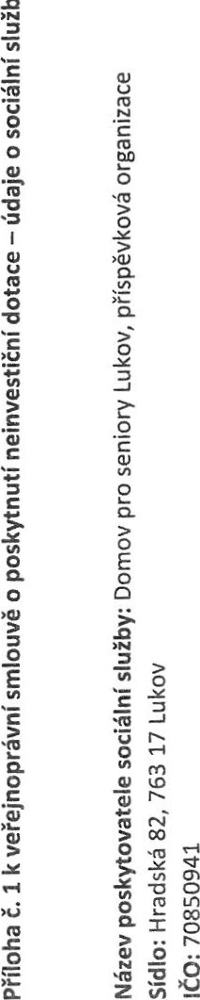 Příloha č. 1 k veřejnoprávní smlouvě o poskytnutí neinvestiční dotace – údaje o sociální služb
Název poskytovatele sociální služby: Domov pro seniory Lukov, příspěvková organizace
Sídlo: Hradská 82, 763 17 Lukov
IČO: 70850941